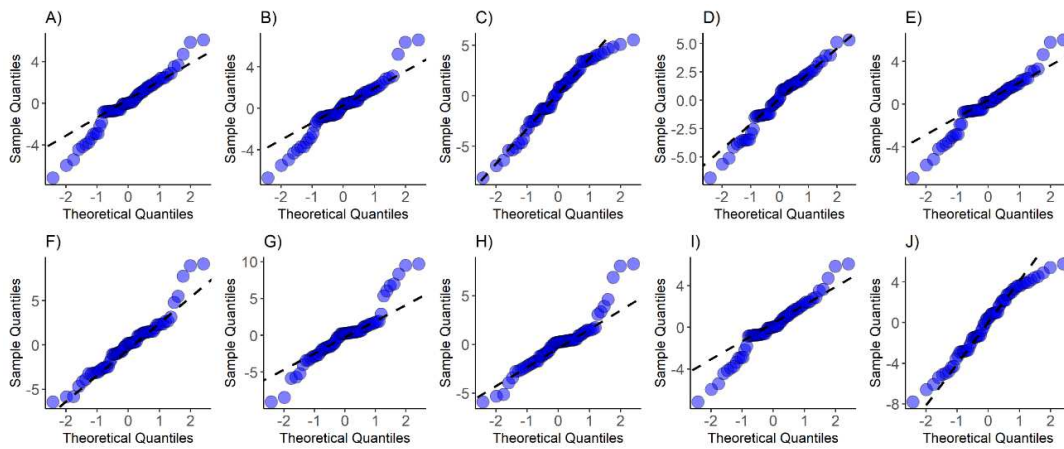 A) B) C) D) E)
Sample Quantiles Sample Quantiles Sample Quantiles Sample Quantiles Sample Quantiles
4 4 5 5.0 4
2.5
0 0 0 0.0 0
-2.5
-4 -4 -5 -5.0 -4
-2 -1 0 1 2 -2 -1 0 1 2 -2 -1 0 1 2 -2 -1 0 1 2 -2 -1 0 1 2
Theoretical Quantiles Theoretical Quantiles Theoretical Quantiles Theoretical Quantiles Theoretical Quantiles
F) G) H) I) J)
Sample Quantiles Sample Quantiles Sample Quantiles Sample Quantiles Sample Quantiles
10
5 5 5 4 4
0 0 0 0 0
-4 -4
-5 -5 -5 -8
-2 -1 0 1 2 -2 -1 0 1 2 -2 -1 0 1 2 -2 -1 0 1 2 -2 -1 0 1 2
Theoretical Quantiles Theoretical Quantiles Theoretical Quantiles Theoretical Quantiles Theoretical Quantiles